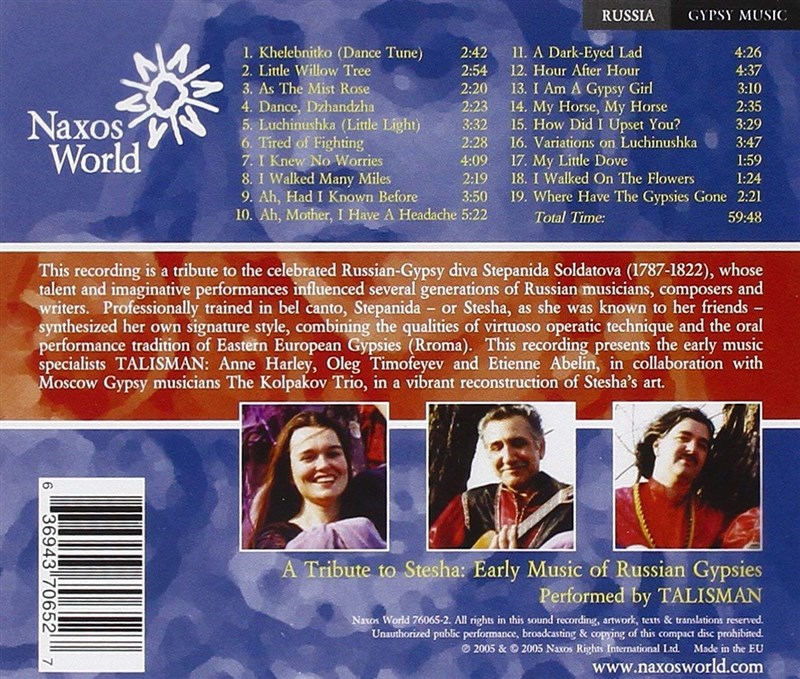 RUSSIA GYPSY MUSIC
Naxos
World
1. Khelebnitko (Dance Tune) 2:42
2. Little Willow Tree 2:54
3. As The Mist Rose 2:20
4. Dance, Dzhandzha 2:23
5. Luchinushka (Little Light) 3:32
6. Tired of Fighting 2:28
7. I Knew No Worries 4:09
8. I Walked Many Miles 2:19
9. Ah, Had I Known Before 3:50
10. Ah, Mother, I Have A Headache 5:22
11. A Dark-Eyed Lad 4:26
12. Hour After Hour 4:37
13. I Am A Gypsy Girl 3:10
14. My Horse, My Horse 2:35
15. How Did I Upset You? 3:29
16. Variations on Luchinushka 3:47
17. My Little Dove 1:59
18. I Walked On The Flowers 1:24
19. Where Have The Gypsies Gone 2:21
Total Time: 59:48
This recording is a tribute to the celebrated Russian-Gypsy diva Stepanida Soldatova (1787-1822), whose
talent and imaginative performances influenced several generations of Russian musicians, composers and
writers. Professionally trained in bel canto, Stepanida – or Stesha, as she was known to her friends –
synthesized her own signature style, combining the qualities of virtuoso operatic technique and the oral
performance tradition of Eastern European Gypsies (Rroma). This recording presents the early music
specialists TALISMAN: Anne Harley, Oleg Timofeyev and Etienne Abelin, in collaboration with
Moscow Gypsy musicians The Kolpakov Trio, in a vibrant reconstruction of Stesha's art.
6 36943 70652 7
A Tribute to Stesha: Early Music of Russian Gypsies
Performed by TALISMAN
Naxos World 76065-2. All rights in this sound recording, artwork, texts & translations reserved.
Unauthorized public performance, broadcasting & copying of this compact disc prohibited.
℗ 2005 & © 2005 Naxos Rights International Ltd. Made in the EU
www.naxosworld.com